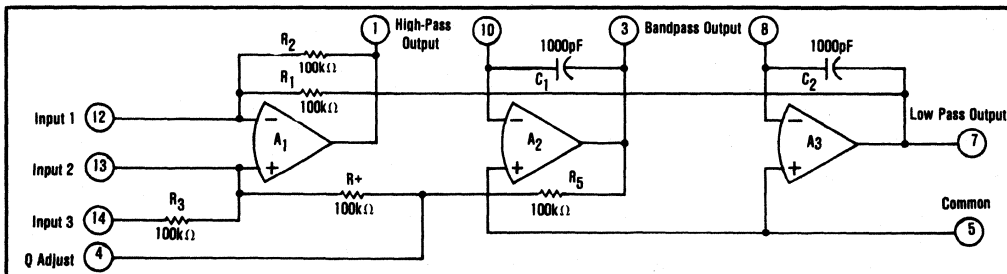 1 High-Pass Output
10
3 Bandpass Output
8
R2
100kΩ
1000pF
C1
1000pF
C2
R1
100kΩ
Input 1 12
−
A1
+
−
A2
+
−
A3
+
Low Pass Output
7
Input 2 13
R+
100kΩ
R5
100kΩ
Input 3 14
R3
100kΩ
Common
5
Q Adjust 4